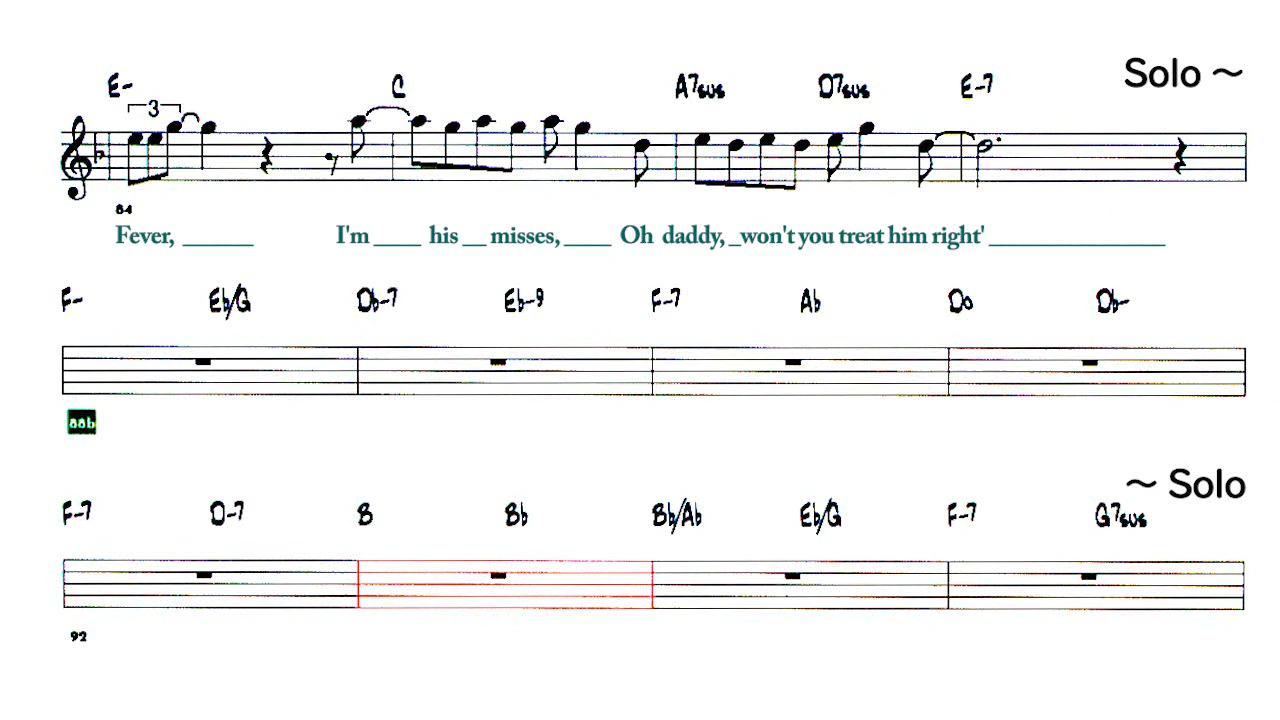 Solo ~
E- C A7sus D7sus E-7
3
84
Fever, ______ I'm ____ his __ misses, ____ Oh daddy, _won't you treat him right' _______________
F- Eb/G Db-7 Eb-9 F-7 Ab Do Db-
88b
~ Solo
F-7 D-7 B Bb Bb/Ab Eb/G F-7 G7sus
92